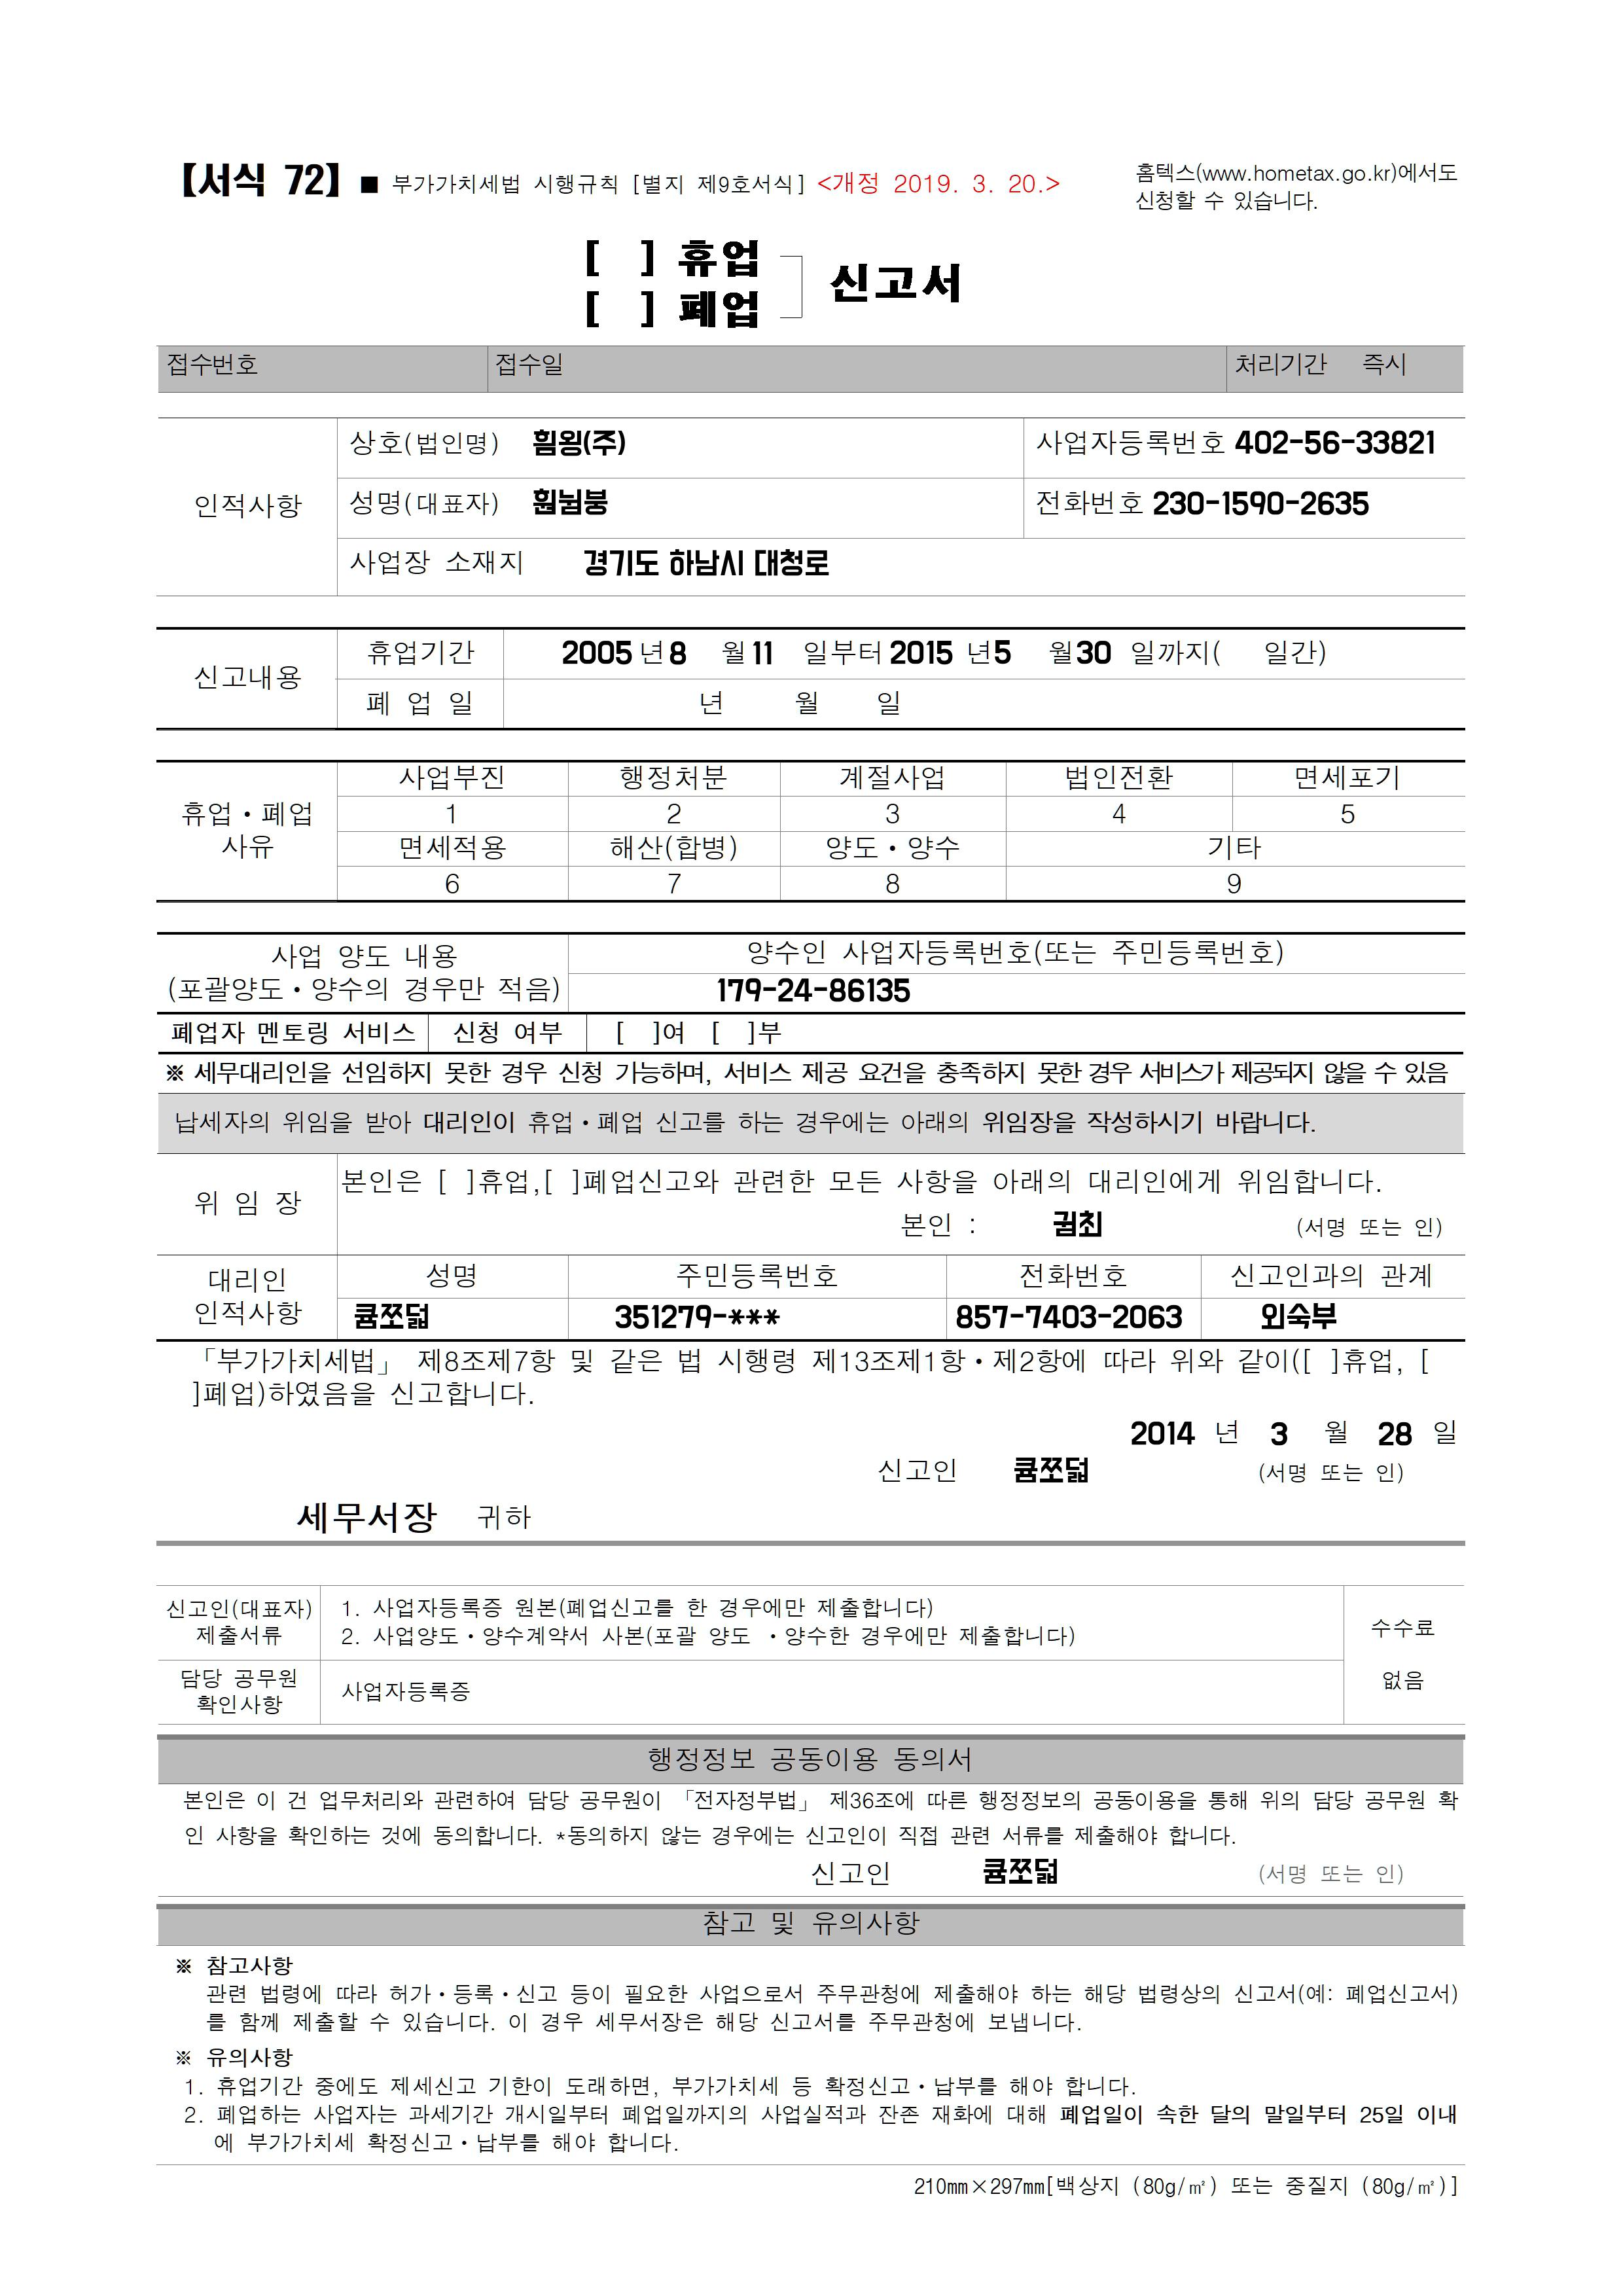 【서식 72】 ■ 부가가치세법 시행규칙 [별지 제9호서식] <개정 2019. 3. 20.>
홈텍스(www.hometax.go.kr)에서도
신청할 수 있습니다.
[ ] 휴업
[ ] 폐업
신고서
접수번호 접수일 처리기간 즉시
인적사항
상호(법인명) 휠욍(주) 사업자등록번호 402-56-33821
성명(대표자) 전화번호 230-1590-2635
사업장 소재지 경기도 하남시 대청로
신고내용
휴업기간 2005 년 8 월 11 일부터 2015 년 5 월 30 일까지( 일간)
폐 업 일 년 월 일
휴업・폐업
사유
사업부진 행정처분 계절사업 법인전환 면세포기
1 2 3 4 5
면세적용 해산(합병) 양도・양수 기타
6 7 8 9
사업 양도 내용
(포괄양도・양수의 경우만 적음)
양수인 사업자등록번호(또는 주민등록번호)
179-24-86135
폐업자 멘토링 서비스 신청 여부 [ ]여 [ ]부
※ 세무대리인을 선임하지 못한 경우 신청 가능하며, 서비스 제공 요건을 충족하지 못한 경우 서비스가 제공되지 않을 수 있음
납세자의 위임을 받아 대리인이 휴업・폐업 신고를 하는 경우에는 아래의 위임장을 작성하시기 바랍니다.
위 임 장
본인은 [ ]휴업,[ ]폐업신고와 관련한 모든 사항을 아래의 대리인에게 위임합니다.
본인 : 귐최 (서명 또는 인)
대리인
인적사항
성명 주민등록번호 전화번호 신고인과의 관계
큠쪼덟 351279-*** 857-7403-2063 외숙부
「부가가치세법」 제8조제7항 및 같은 법 시행령 제13조제1항・제2항에 따라 위와 같이([ ]휴업, [
]폐업)하였음을 신고합니다.
2014 년 3 월 28 일
신고인 큠쪼덟 (서명 또는 인)
세무서장 귀하
신고인(대표자)
제출서류
1. 사업자등록증 원본(폐업신고를 한 경우에만 제출합니다)
2. 사업양도・양수계약서 사본(포괄 양도 ・양수한 경우에만 제출합니다)
수수료
없음
담당 공무원
확인사항
사업자등록증
행정정보 공동이용 동의서
본인은 이 건 업무처리와 관련하여 담당 공무원이 「전자정부법」 제36조에 따른 행정정보의 공동이용을 통해 위의 담당 공무원 확
인 사항을 확인하는 것에 동의합니다. *동의하지 않는 경우에는 신고인이 직접 관련 서류를 제출해야 합니다.
신고인 큠쪼덟 (서명 또는 인)
참고 및 유의사항
※ 참고사항
관련 법령에 따라 허가・등록・신고 등이 필요한 사업으로서 주무관청에 제출해야 하는 해당 법령상의 신고서(예: 폐업신고서)
를 함께 제출할 수 있습니다. 이 경우 세무서장은 해당 신고서를 주무관청에 보냅니다.
※ 유의사항
1. 휴업기간 중에도 제세신고 기한이 도래하면, 부가가치세 등 확정신고・납부를 해야 합니다.
2. 폐업하는 사업자는 과세기간 개시일부터 폐업일까지의 사업실적과 잔존 재화에 대해 폐업일이 속한 달의 말일부터 25일 이내
에 부가가치세 확정신고・납부를 해야 합니다.
210㎜×297㎜[백상지 (80g/㎡) 또는 중질지 (80g/㎡)]